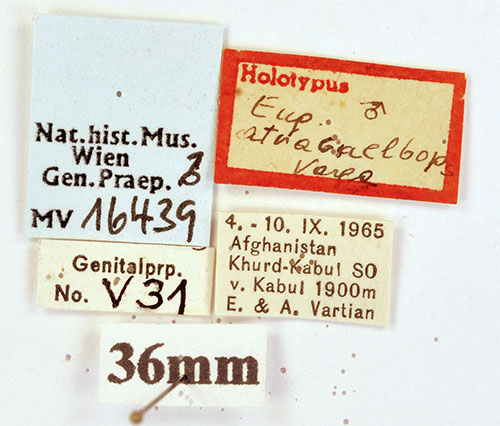 Nat.hist.Mus.
Wien
Gen.Praep. ♂
MV 16439
Holotypus
Eup. ♂
Varga
Genitalprp.
No. V31
4. - 10. IX. 1965
Afghanistan
Khurd-Kabul SO
v. Kabul 1900m
E. & A. Vartian
36mm